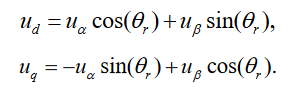 u_d = u_α cos(θ_r)+u_β sin(θ_r),
u_q = −u_α sin(θ_r)+u_β cos(θ_r).